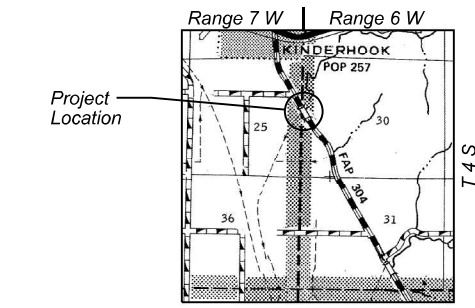 Range 7 W Range 6 W
KINDERHOOK
POP 257
Project
Location
25
30
FAP 304
T 4 S
36
31